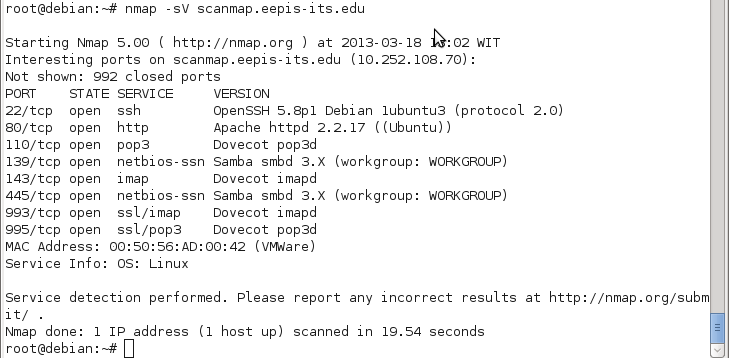 root@debian:~# nmap -sV scanmap.eepis-its.edu
Starting Nmap 5.00 ( http://nmap.org ) at 2013-03-18 :02 WIT
Interesting ports on scanmap.eepis-its.edu (10.252.108.70):
Not shown: 992 closed ports
PORT    STATE SERVICE     VERSION
22/tcp  open  ssh         OpenSSH 5.8p1 Debian 1ubuntu3 (protocol 2.0)
80/tcp  open  http        Apache httpd 2.2.17 ((Ubuntu))
110/tcp open  pop3        Dovecot pop3d
139/tcp open  netbios-ssn Samba smbd 3.X (workgroup: WORKGROUP)
143/tcp open  imap        Dovecot imapd
445/tcp open  netbios-ssn Samba smbd 3.X (workgroup: WORKGROUP)
993/tcp open  ssl/imap    Dovecot imapd
995/tcp open  ssl/pop3    Dovecot pop3d
MAC Address: 00:50:56:AD:00:42 (VMWare)
Service Info: OS: Linux
Service detection performed. Please report any incorrect results at http://nmap.org/subm
it/ .
Nmap done: 1 IP address (1 host up) scanned in 19.54 seconds
root@debian:~#